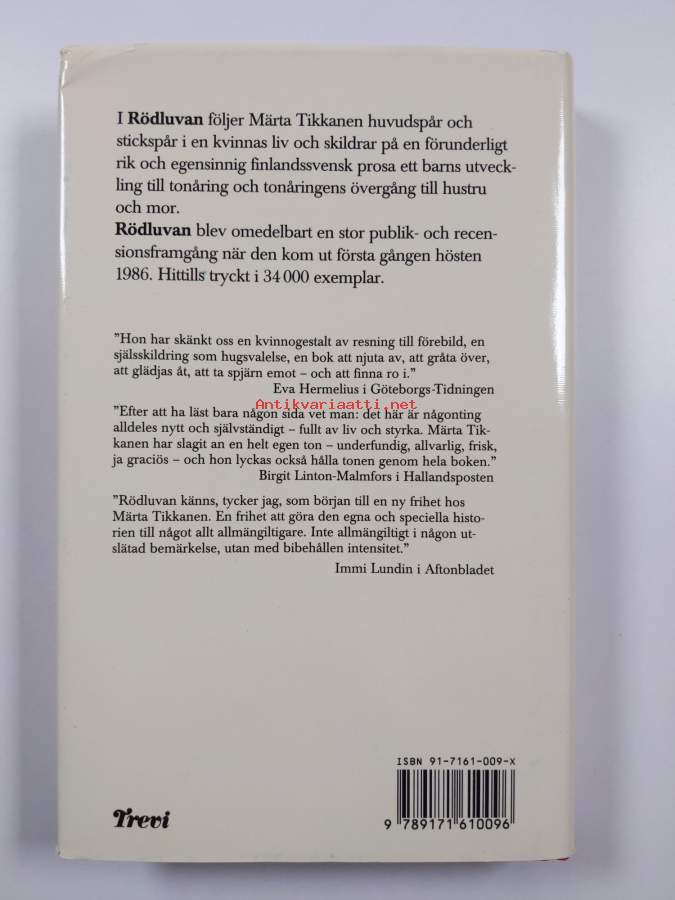 I Rödluvan följer Märta Tikkanen huvudspår och
stickspår i en kvinnas liv och skildrar på en förunderligt
rik och egensinnig finlandssvensk prosa ett barns utveck-
ling till tonåring och tonåringens övergång till hustru
och mor.
Rödluvan blev omedelbart en stor publik- och recen-
sionsframgång när den kom ut första gången hösten
1986. Hittills tryckt i 34 000 exemplar.
”Hon har skänkt oss en kvinnogestalt av resning till förebild, en
själsskildring som hugsvalelse, en bok att njuta av, att gråta över,
att glädjas åt, att ta spjärn emot – och att finna ro i.”
Eva Hermelius i Göteborgs-Tidningen
Antikvariaatti.net
”Efter att ha läst bara någon sida vet man: det här är någonting
alldeles nytt och självständigt – fullt av liv och styrka. Märta Tik-
kanen har slagit an en helt egen ton – underfundig, allvarlig, frisk,
ja graciös – och hon lyckas också hålla tonen genom hela boken.”
Birgit Linton-Malmfors i Hallandsposten
”Rödluvan känns, tycker jag, som början till en ny frihet hos
Märta Tikkanen. En frihet att göra den egna och speciella histo-
rien till något allt allmängiltigare. Inte allmängiltigt i någon ut-
slätad bemärkelse, utan med bibehållen intensitet.”
Immi Lundin i Aftonbladet
ISBN 91-7161-009-X
9 789171 610096
Trevi